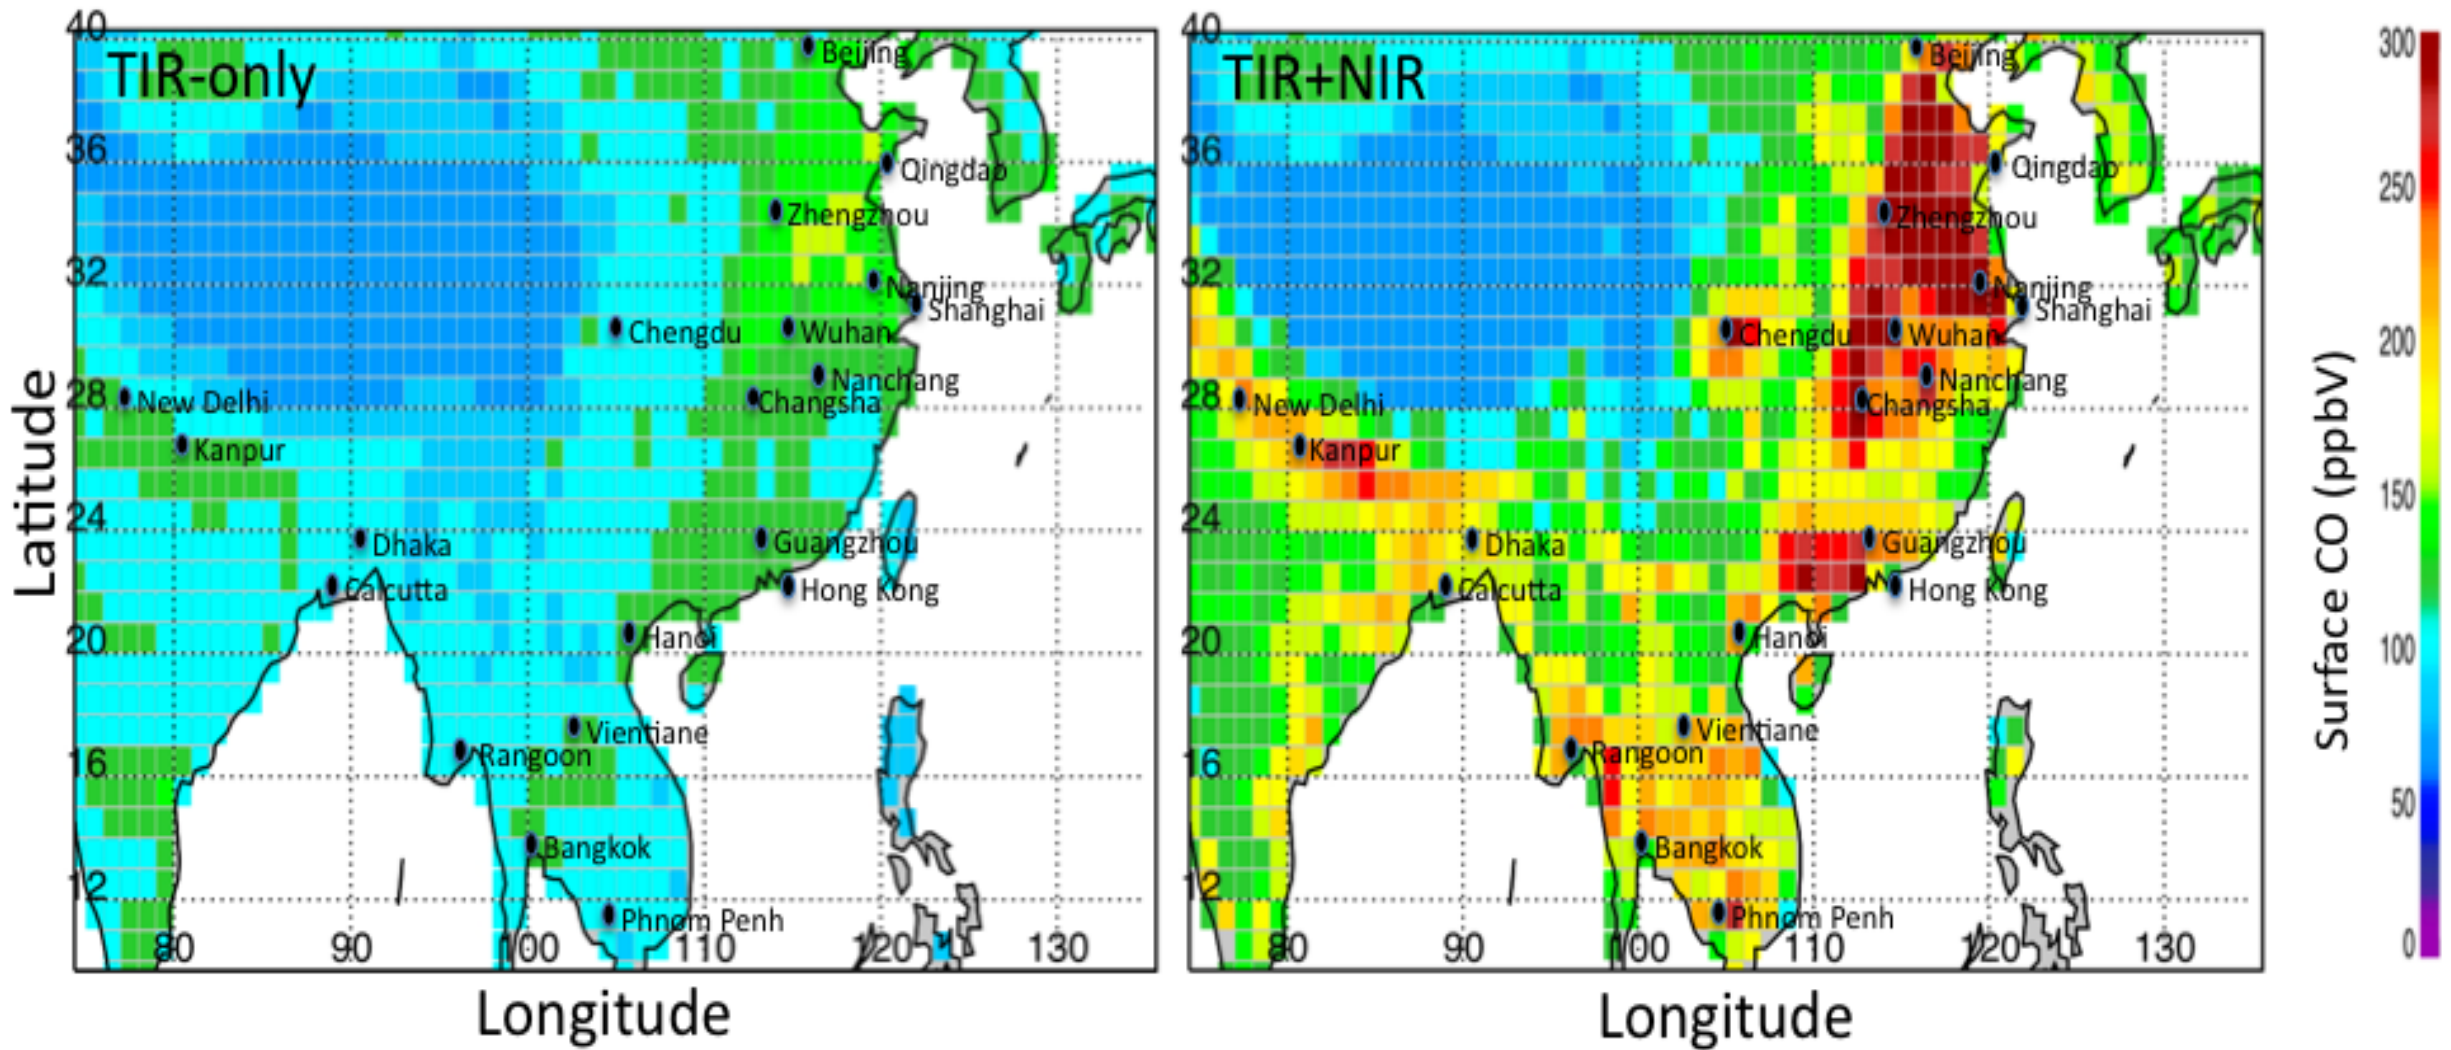 40
TIR-only
Beijing
36
Qingdao
Zhengzhou
32
Nanjing
Shanghai
Chengdu
Wuhan
Nanchang
28
New Delhi
Changsha
Kanpur
24
Dhaka
Guangzhou
Calcutta
Hong Kong
20
Hanoi
Vientiane
16
Rangoon
Bangkok
12
Phnom Penh
80
90
100
110
120
130
Latitude
Longitude
40
TIR+NIR
Beijing
36
Qingdao
Zhengzhou
32
Nanjing
Shanghai
Chengdu
Wuhan
Nanchang
28
New Delhi
Changsha
Kanpur
24
Dhaka
Guangzhou
Calcutta
Hong Kong
20
Hanoi
Vientiane
16
Rangoon
Bangkok
12
Phnom Penh
80
90
100
110
120
130
Longitude
300
250
200
150
100
50
0
Surface CO (ppbV)